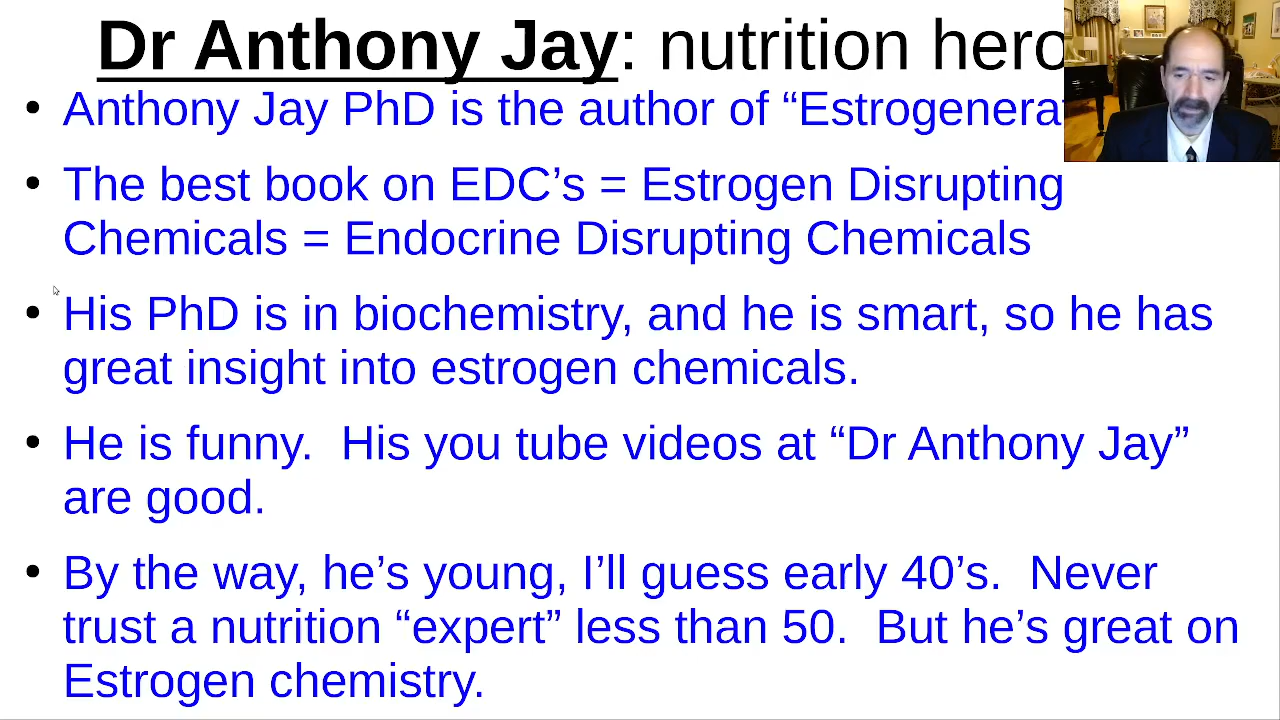 Dr Anthony Jay: nutrition hero
• Anthony Jay PhD is the author of “Estrogenerat
• The best book on EDC’s = Estrogen Disrupting
Chemicals = Endocrine Disrupting Chemicals
• His PhD is in biochemistry, and he is smart, so he has
great insight into estrogen chemicals.
• He is funny.  His you tube videos at “Dr Anthony Jay”
are good.
• By the way, he’s young, I’ll guess early 40’s.  Never
trust a nutrition “expert” less than 50.  But he’s great on
Estrogen chemistry.